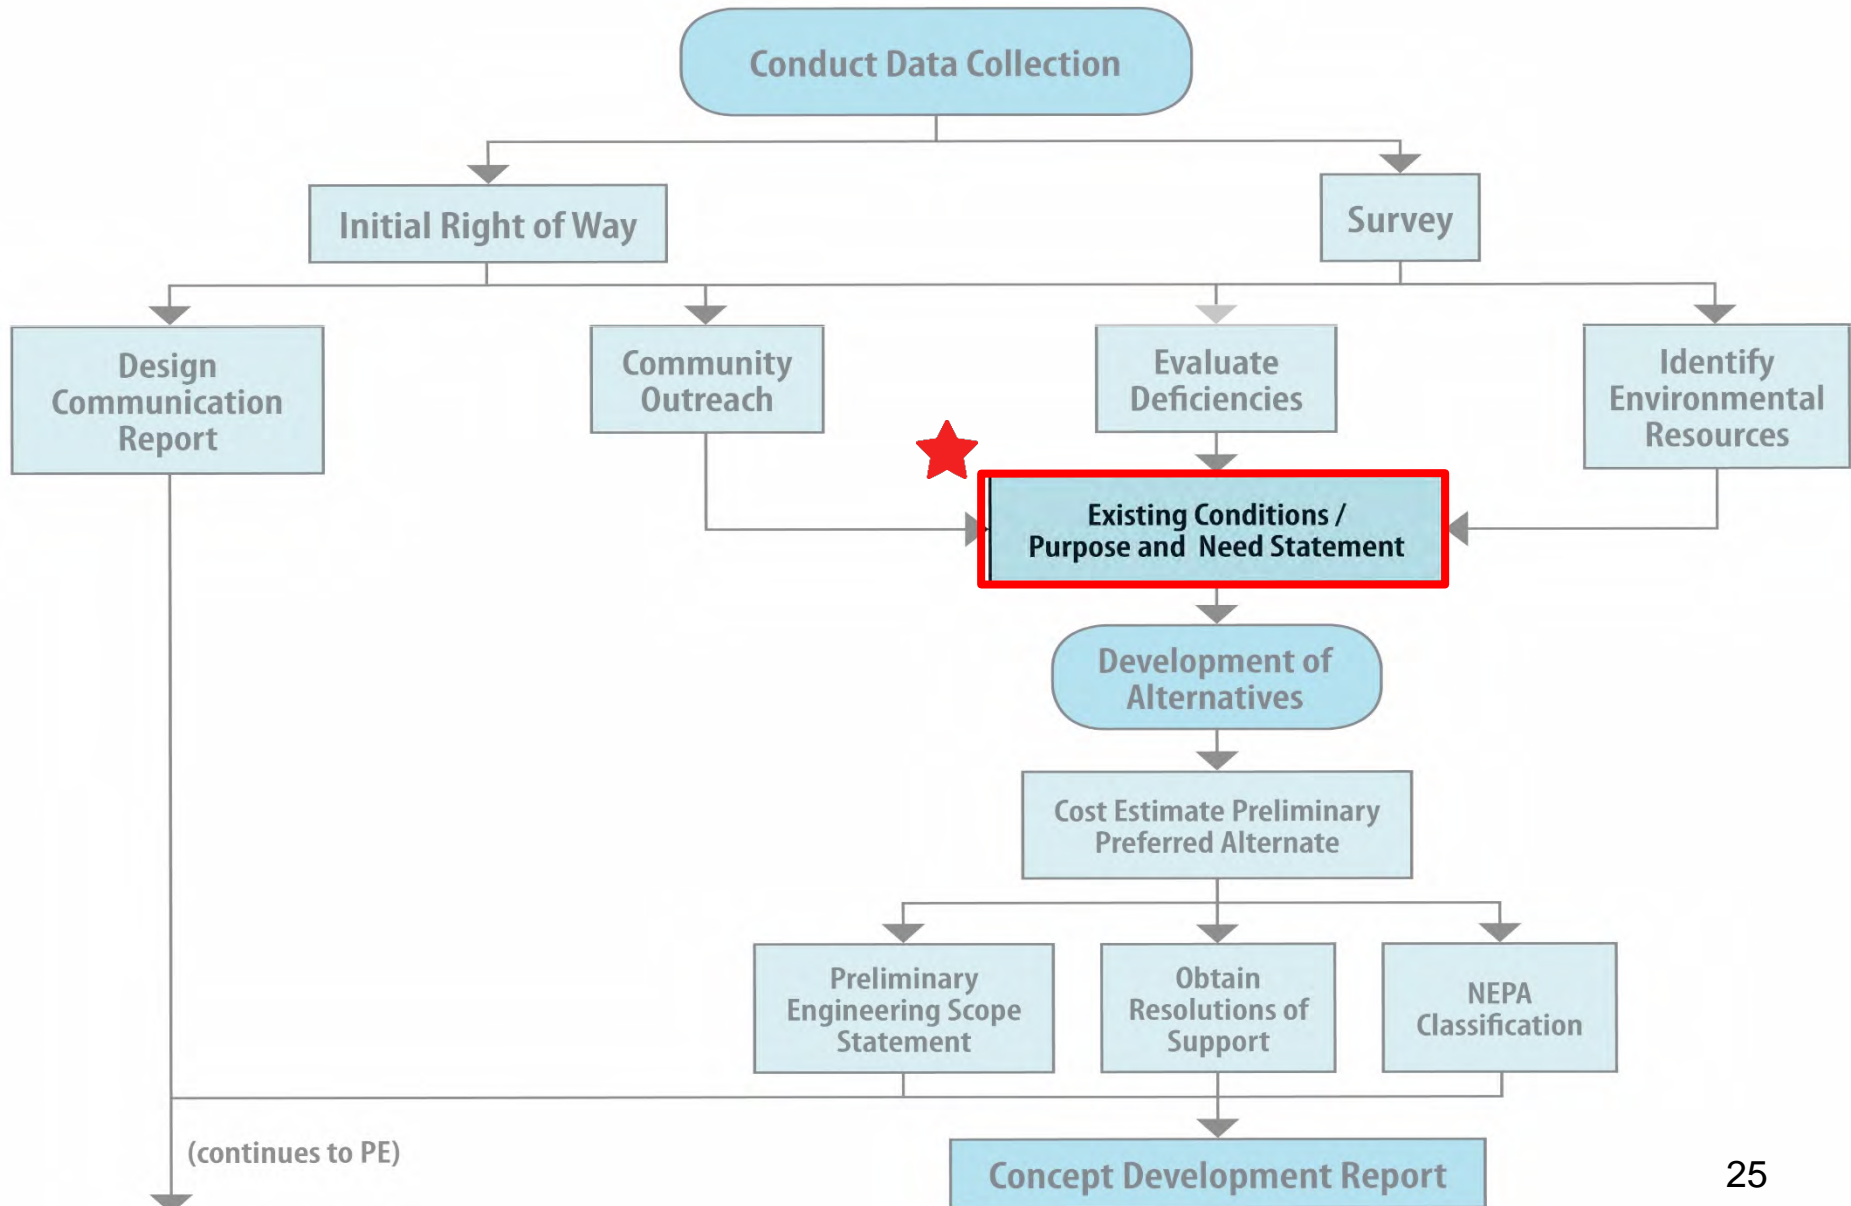 Conduct Data Collection
Initial Right of Way
Survey
Design
Communication
Report
Community
Outreach
Evaluate
Deficiencies
Identify
Environmental
Resources
Existing Conditions /
Purpose and Need Statement
Development of
Alternatives
Cost Estimate Preliminary
Preferred Alternate
Preliminary
Engineering Scope
Statement
Obtain
Resolutions of
Support
NEPA
Classification
(continues to PE)
Concept Development Report
25